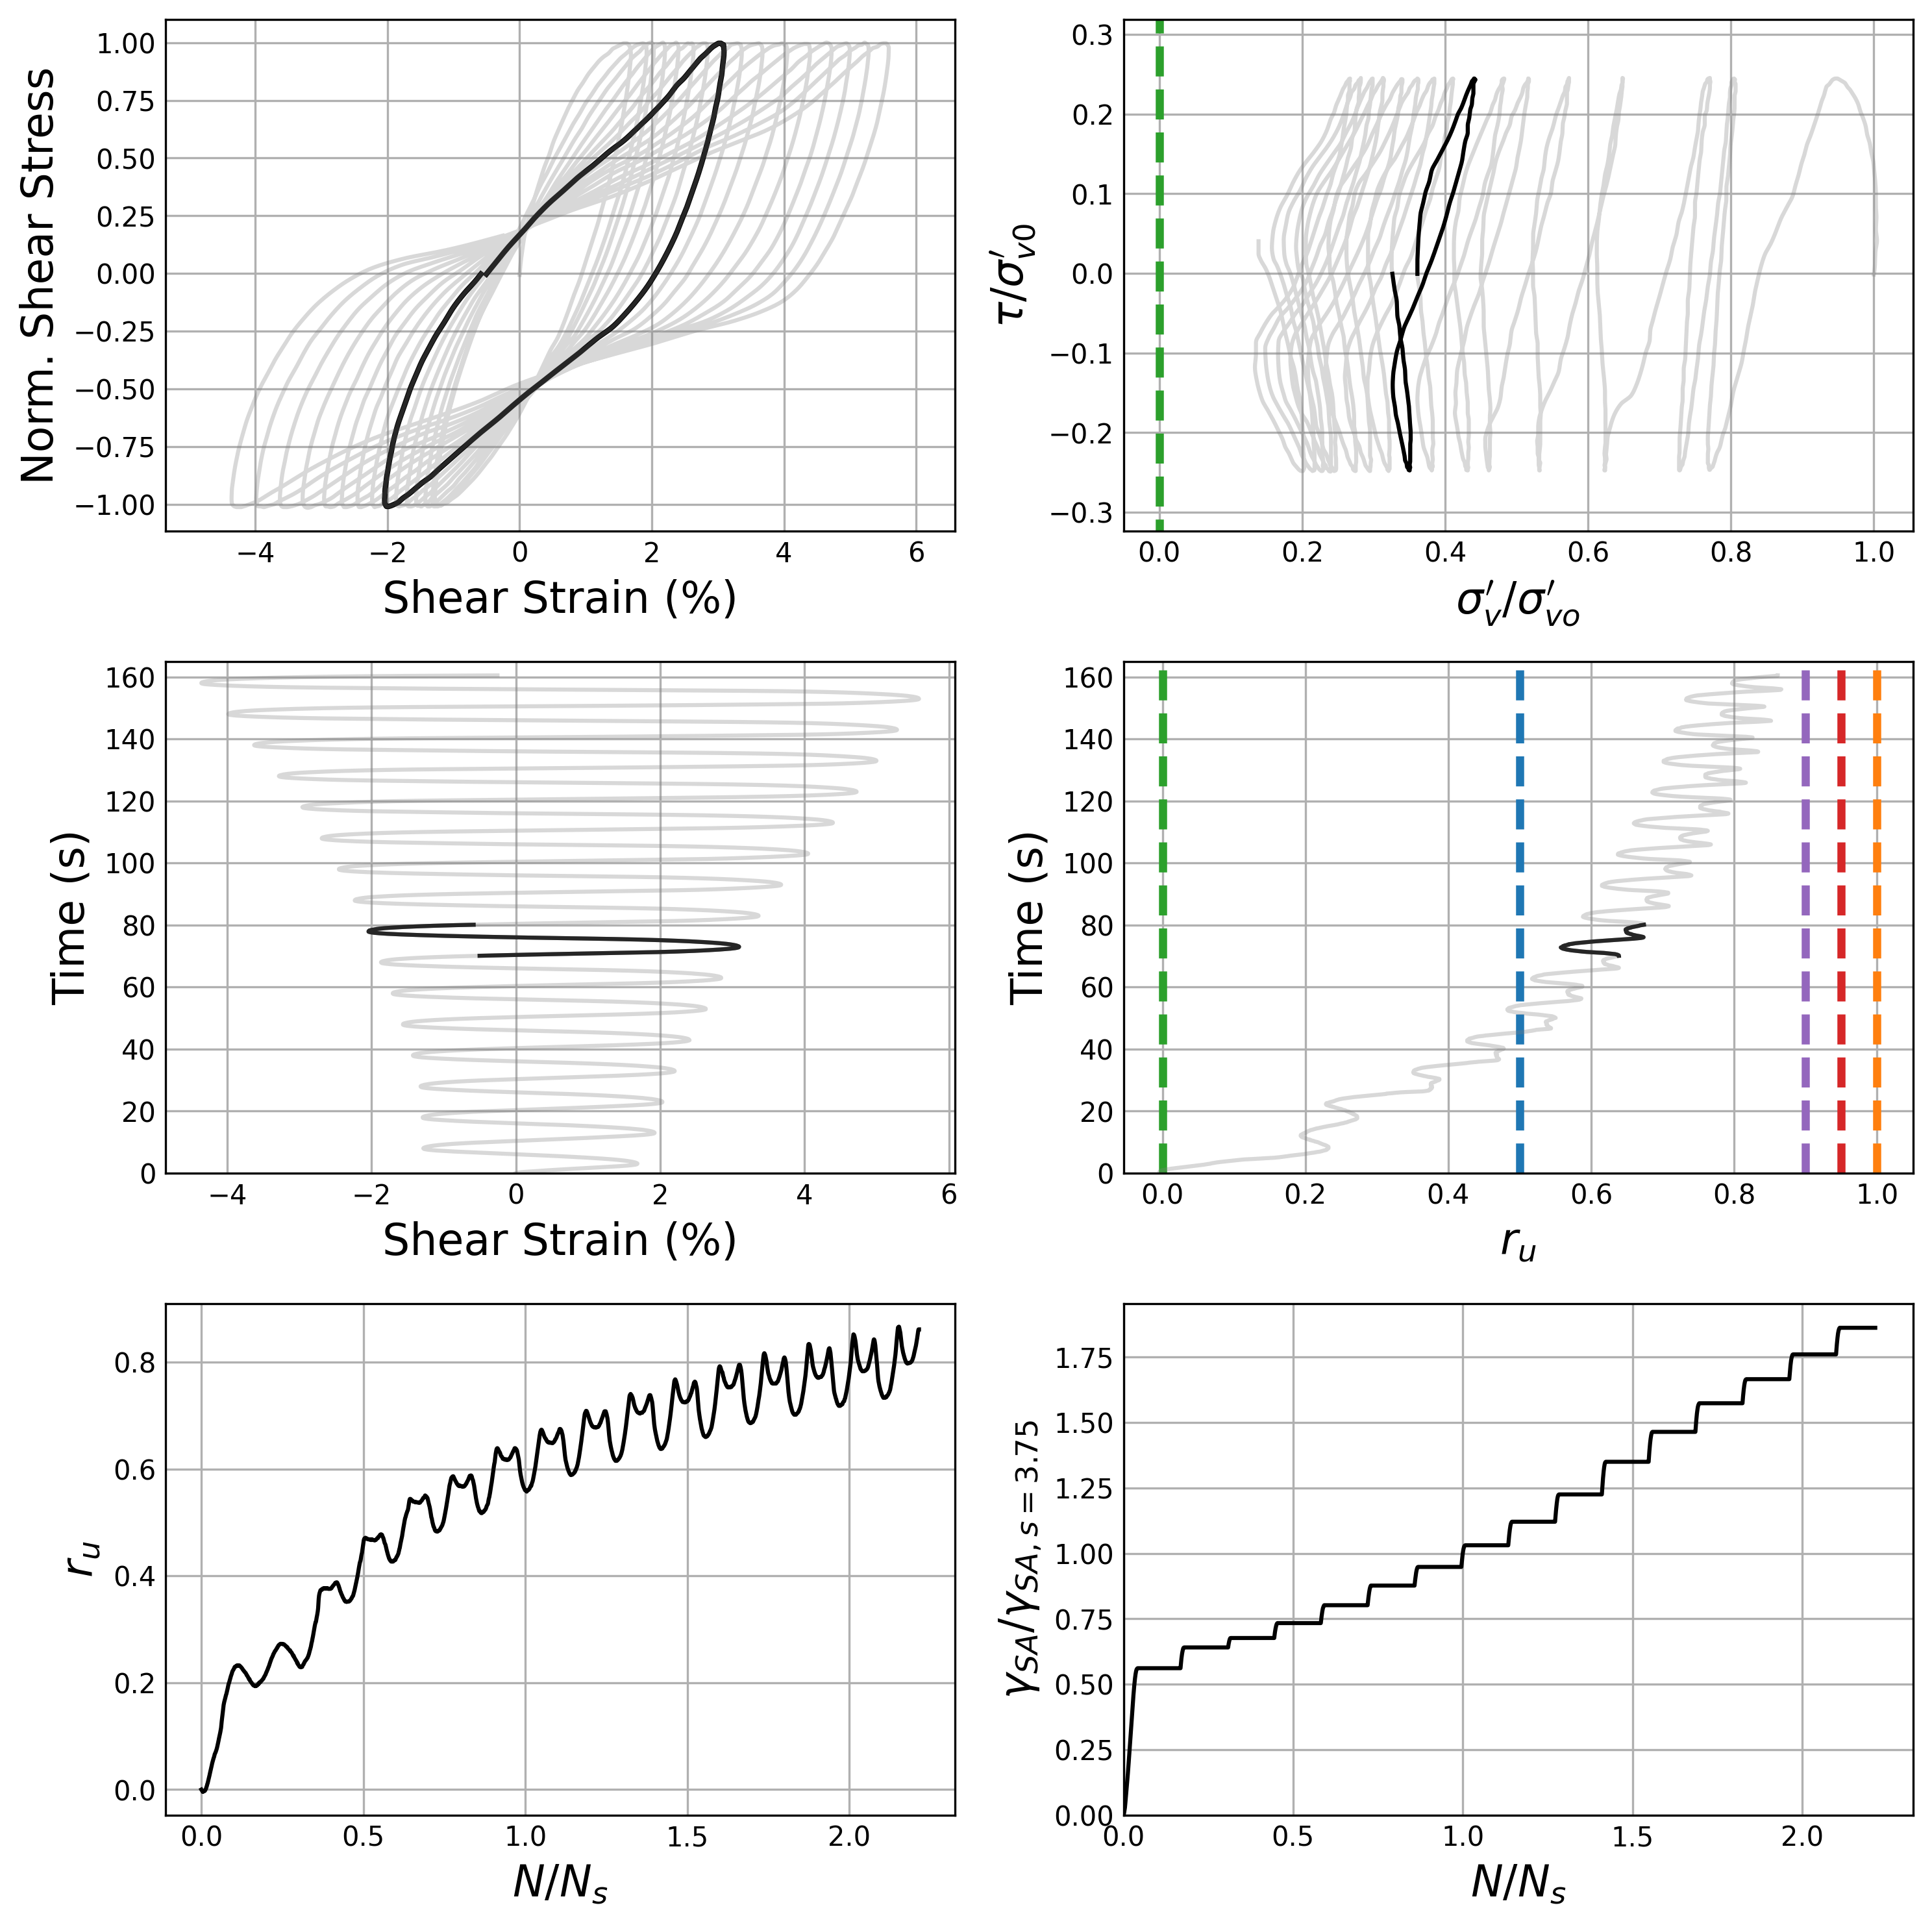 1.00
0.75
0.50
0.25
0.00
−0.25
−0.50
−0.75
−1.00
Norm. Shear Stress
−4 −2 0 2 4 6
Shear Strain (%)
0.3
0.2
0.1
0.0
−0.1
−0.2
−0.3
τ/σ′v0
0.0 0.2 0.4 0.6 0.8 1.0
σ′v/σ′vo
160
140
120
100
80
60
40
20
0
Time (s)
−4 −2 0 2 4 6
Shear Strain (%)
160
140
120
100
80
60
40
20
0
Time (s)
0.0 0.2 0.4 0.6 0.8 1.0
ru
0.8
0.6
0.4
0.2
0.0
ru
0.0 0.5 1.0 1.5 2.0
N/Ns
1.75
1.50
1.25
1.00
0.75
0.50
0.25
0.00
γSA/γSA, s = 3.75
0.0 0.5 1.0 1.5 2.0
N/Ns